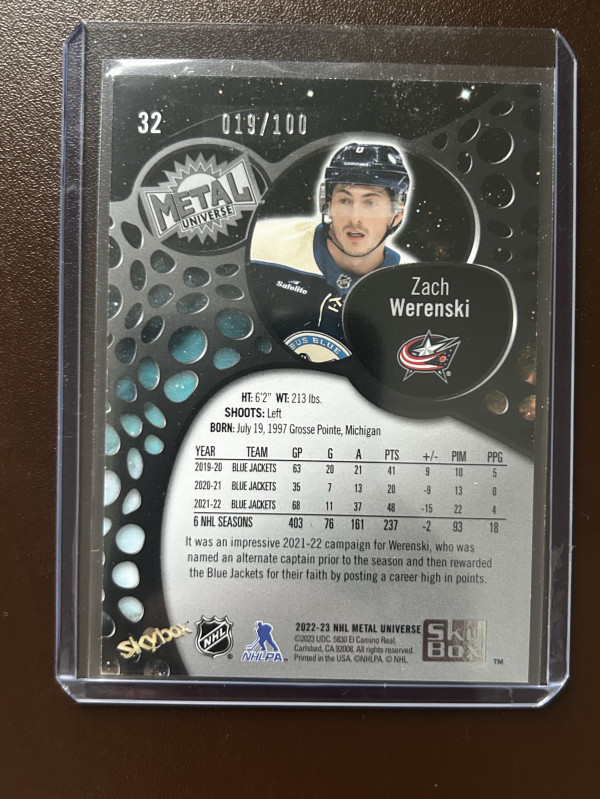 32
019/100
METAL
UNIVERSE
Safelite
Zach
Werenski
HT: 6'2" WT: 213 lbs.
SHOOTS: Left
BORN: July 19, 1997 Grosse Pointe, Michigan
YEAR TEAM GP G A PTS +/- PIM PPG
2019-20 BLUE JACKETS 63 20 21 41 9 10 5
2020-21 BLUE JACKETS 35 7 13 20 -9 13 0
2021-22 BLUE JACKETS 68 11 37 48 -15 22 4
6 NHL SEASONS 403 76 161 237 -2 93 18
It was an impressive 2021-22 campaign for Werenski, who was
named an alternate captain prior to the season and then rewarded
the Blue Jackets for their faith by posting a career high in points.
skybox
NHL
NHLPA
2022-23 NHL METAL UNIVERSE
©2023 UDC. 5830 El Camino Real,
Carlsbad, CA 92008. All rights reserved.
Printed in the USA. ©NHLPA. © NHL.
SKY
BOX
™